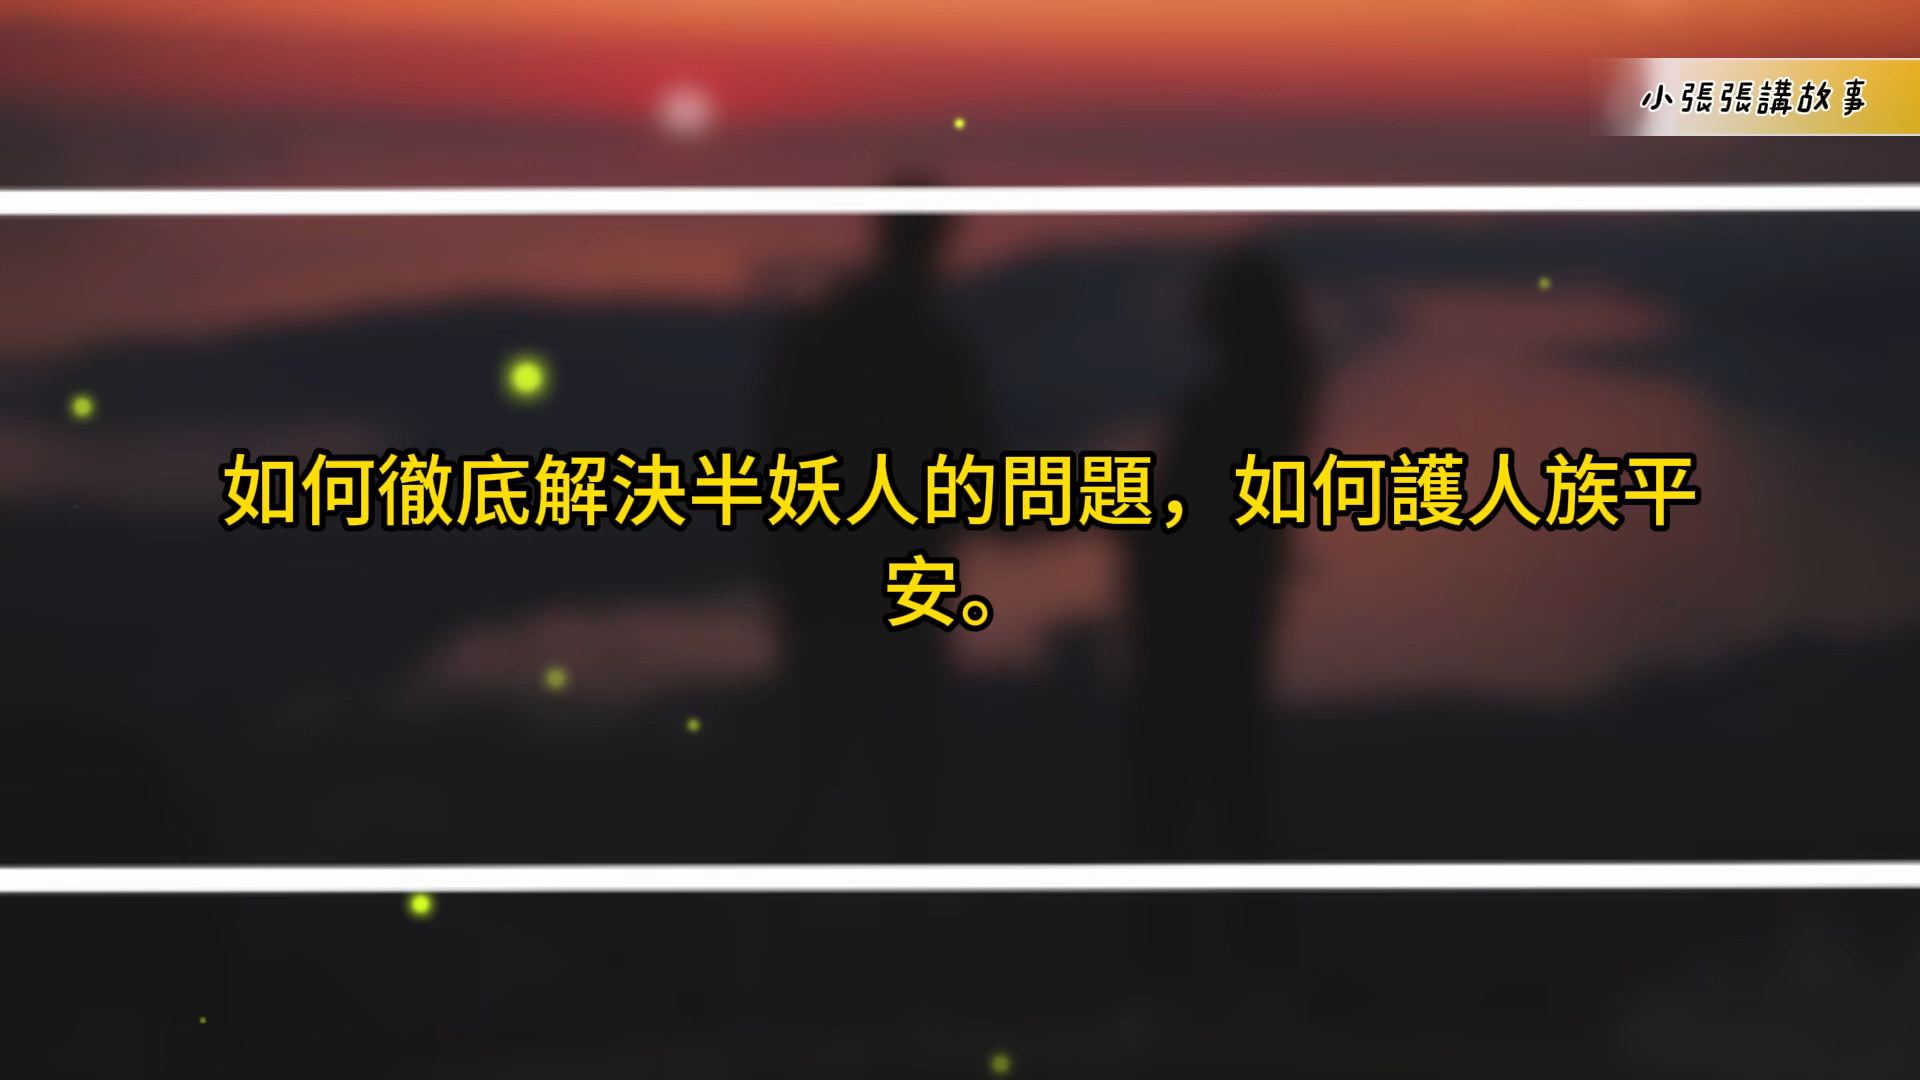 小張張講故事
如何徹底解決半妖人的問題，如何護人族平
安。